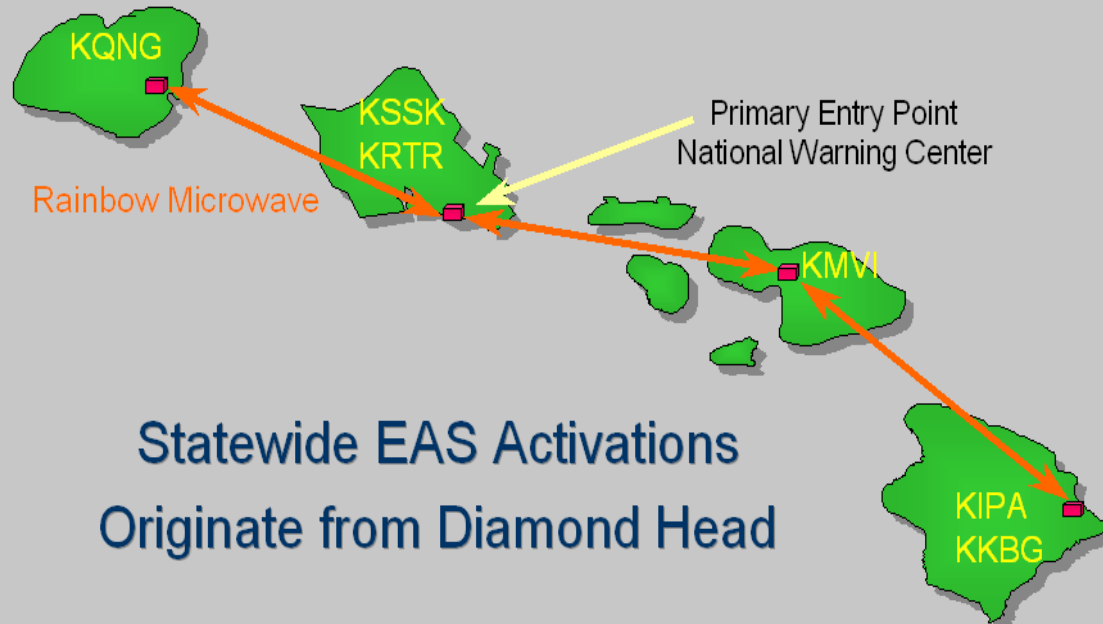 KQNG
KSSK
KRTR
Primary Entry Point
National Warning Center
Rainbow Microwave
KMVI
Statewide EAS Activations
Originate from Diamond Head
KIPA
KKBG